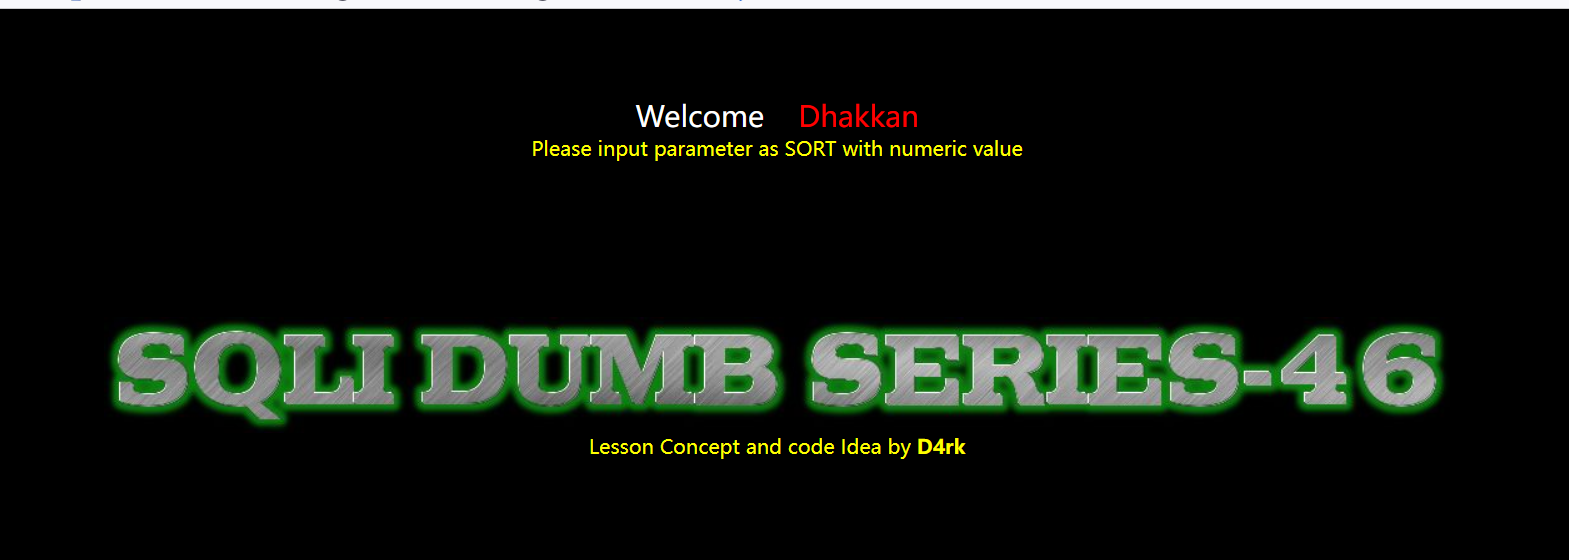 Welcome Dhakkan
Please input parameter as SORT with numeric value
SQLI DUMB SERIES-46
Lesson Concept and code Idea by D4rk